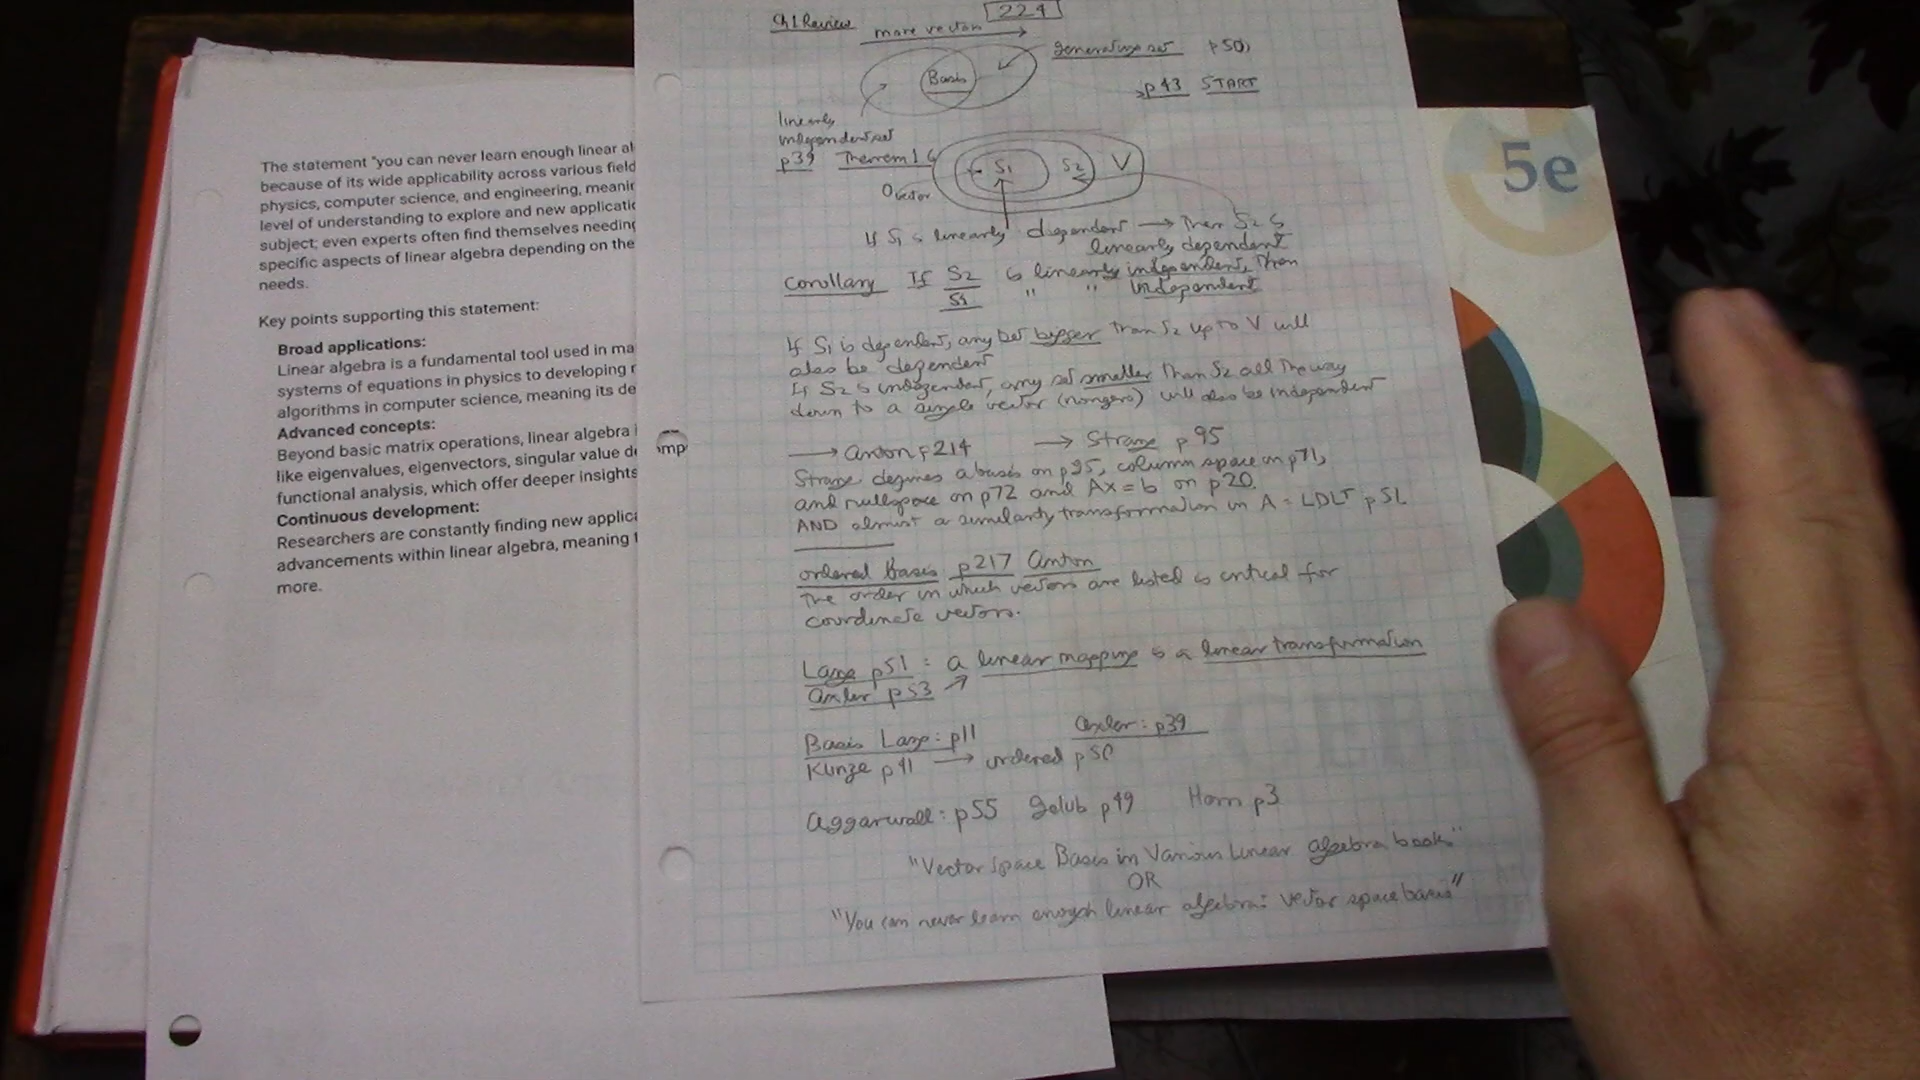 The statement "you can never learn enough linear al
because of its wide applicability across various field
physics, computer science, and engineering, meanin
level of understanding to explore and new applicatio
subject; even experts often find themselves needing
specific aspects of linear algebra depending on the
needs.
Key points supporting this statement:
Broad applications:
Linear algebra is a fundamental tool used in ma
systems of equations in physics to developing
algorithms in computer science, meaning its de
Advanced concepts:
Beyond basic matrix operations, linear algebra
like eigenvalues, eigenvectors, singular value d
functional analysis, which offer deeper insights
Continuous development:
Researchers are constantly finding new applica
advancements within linear algebra, meaning
more.
omp
Ch 1 Review
224
more vectors
generating set p50
Basis
p43 START
linearly
independent set
p39 Theorem 1.6
S1 S2 V
0 vector
If S1 is linearly dependent → Then S2 is
linearly dependent
Corollary If S2 is linearly independent, Then
S1 " " independent
If S1 is dependent, any set bigger than S2 up to V will
also be dependent
If S2 is independent, any set smaller than S2 all the way
down to a single vector (nonzero) will also be independent
→ Anton p214 → Strang p95
Strang defines a basis on p95, column space on p71,
and nullspace on p72 and Ax = b on p20.
AND almost a similarity transformation in A = LDLT p51
ordered basis p217 Anton
The order in which vectors are listed is critical for
coordinate vectors.
Lang p51: a linear mapping is a linear transformation
Axler p53
Basis Lang: p11 Axler: p39
Kunze p41 → ordered p50
Aggarwall: p55 Golub p49 Horn p3
"Vector Space Basis in Various Linear algebra books"
OR
"You can never learn enough linear algebra: vector space basis"
5e